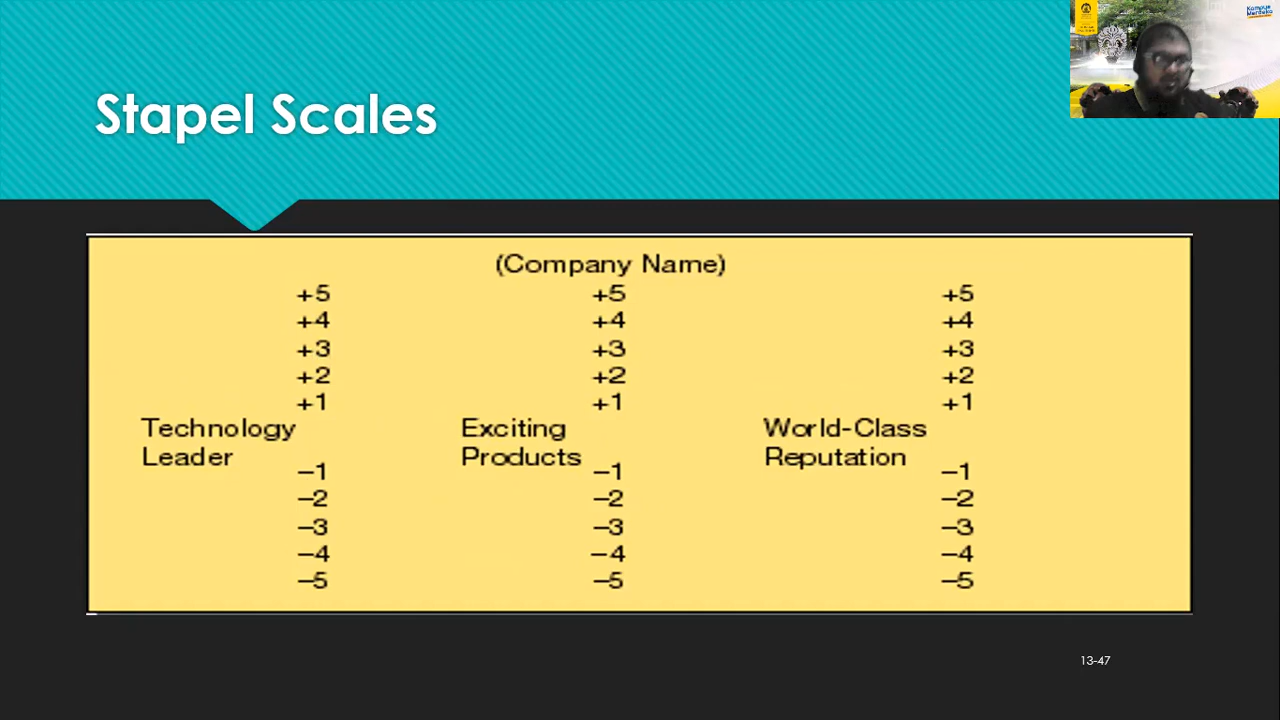 Kampus
Merdeka
Stapel Scales
(Company Name)
+5 +5 +5
+4 +4 +4
+3 +3 +3
+2 +2 +2
+1 +1 +1
Technology Exciting World-Class
Leader Products Reputation
–1 –1 –1
–2 –2 –2
–3 –3 –3
–4 –4 –4
–5 –5 –5
13-47